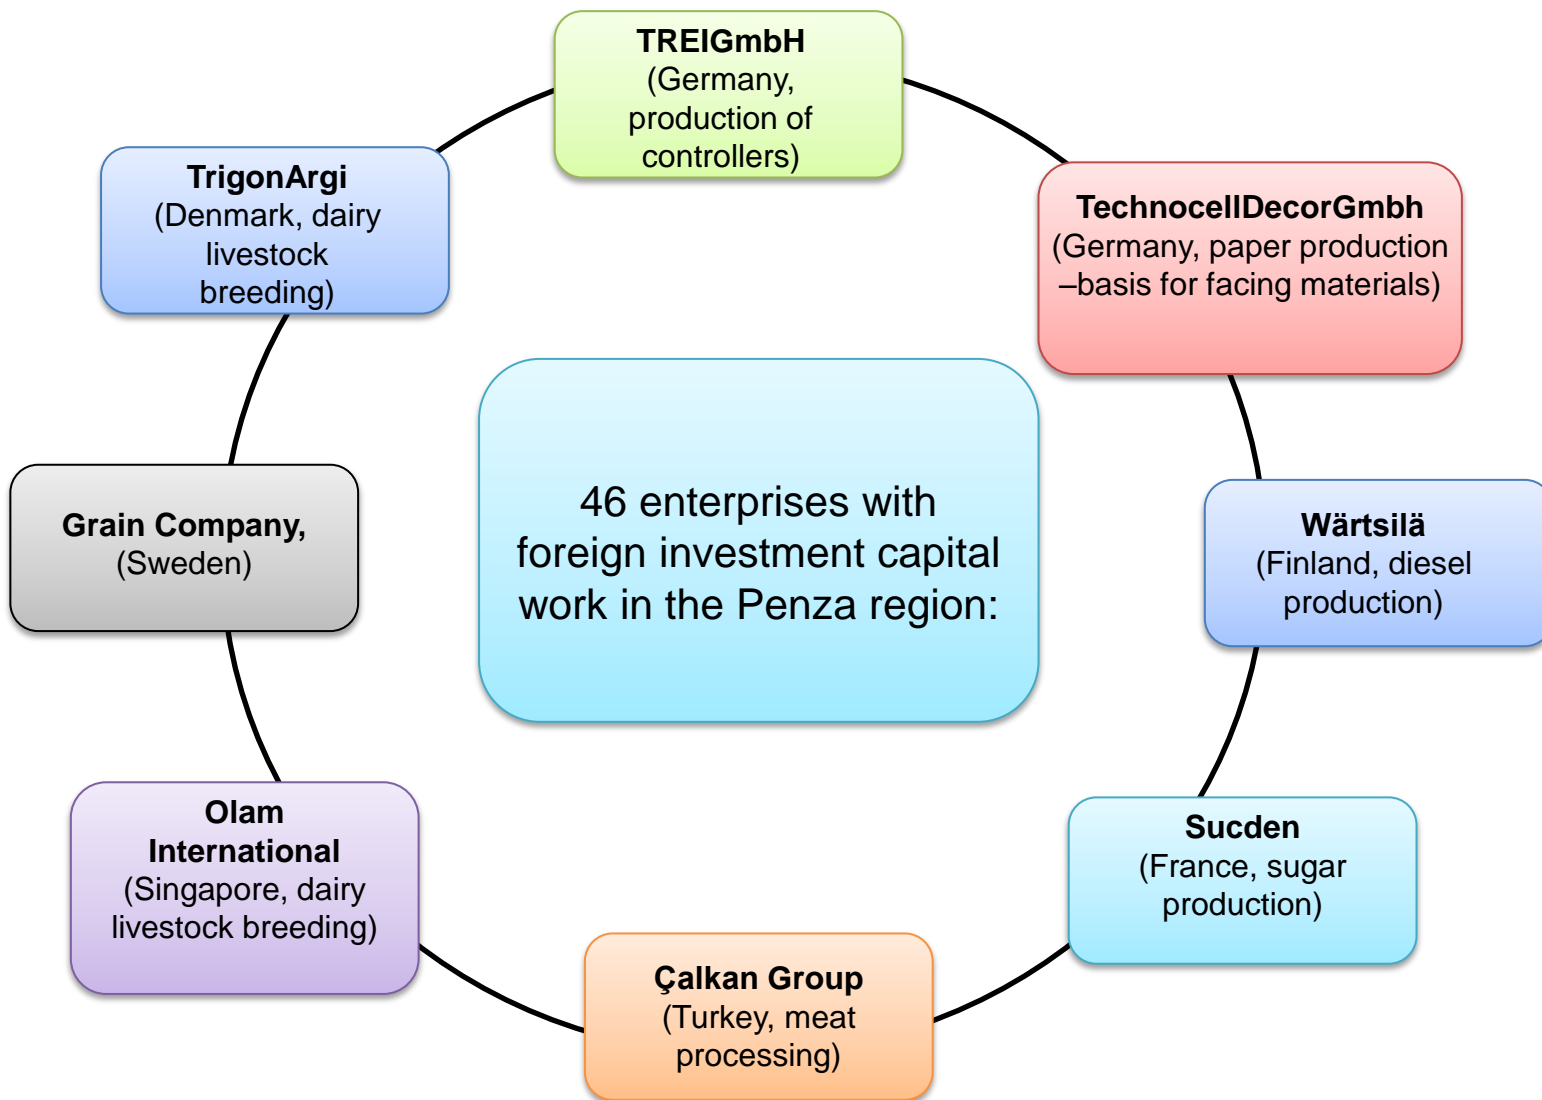 TREIGmbH
(Germany,
production of
controllers)
TechnocellDecorGmbh
(Germany, paper production
–basis for facing materials)
Wärtsilä
(Finland, diesel
production)
Sucden
(France, sugar
production)
Çalkan Group
(Turkey, meat
processing)
Olam
International
(Singapore, dairy
livestock breeding)
Grain Company,
(Sweden)
TrigonArgi
(Denmark, dairy
livestock
breeding)
46 enterprises with
foreign investment capital
work in the Penza region: